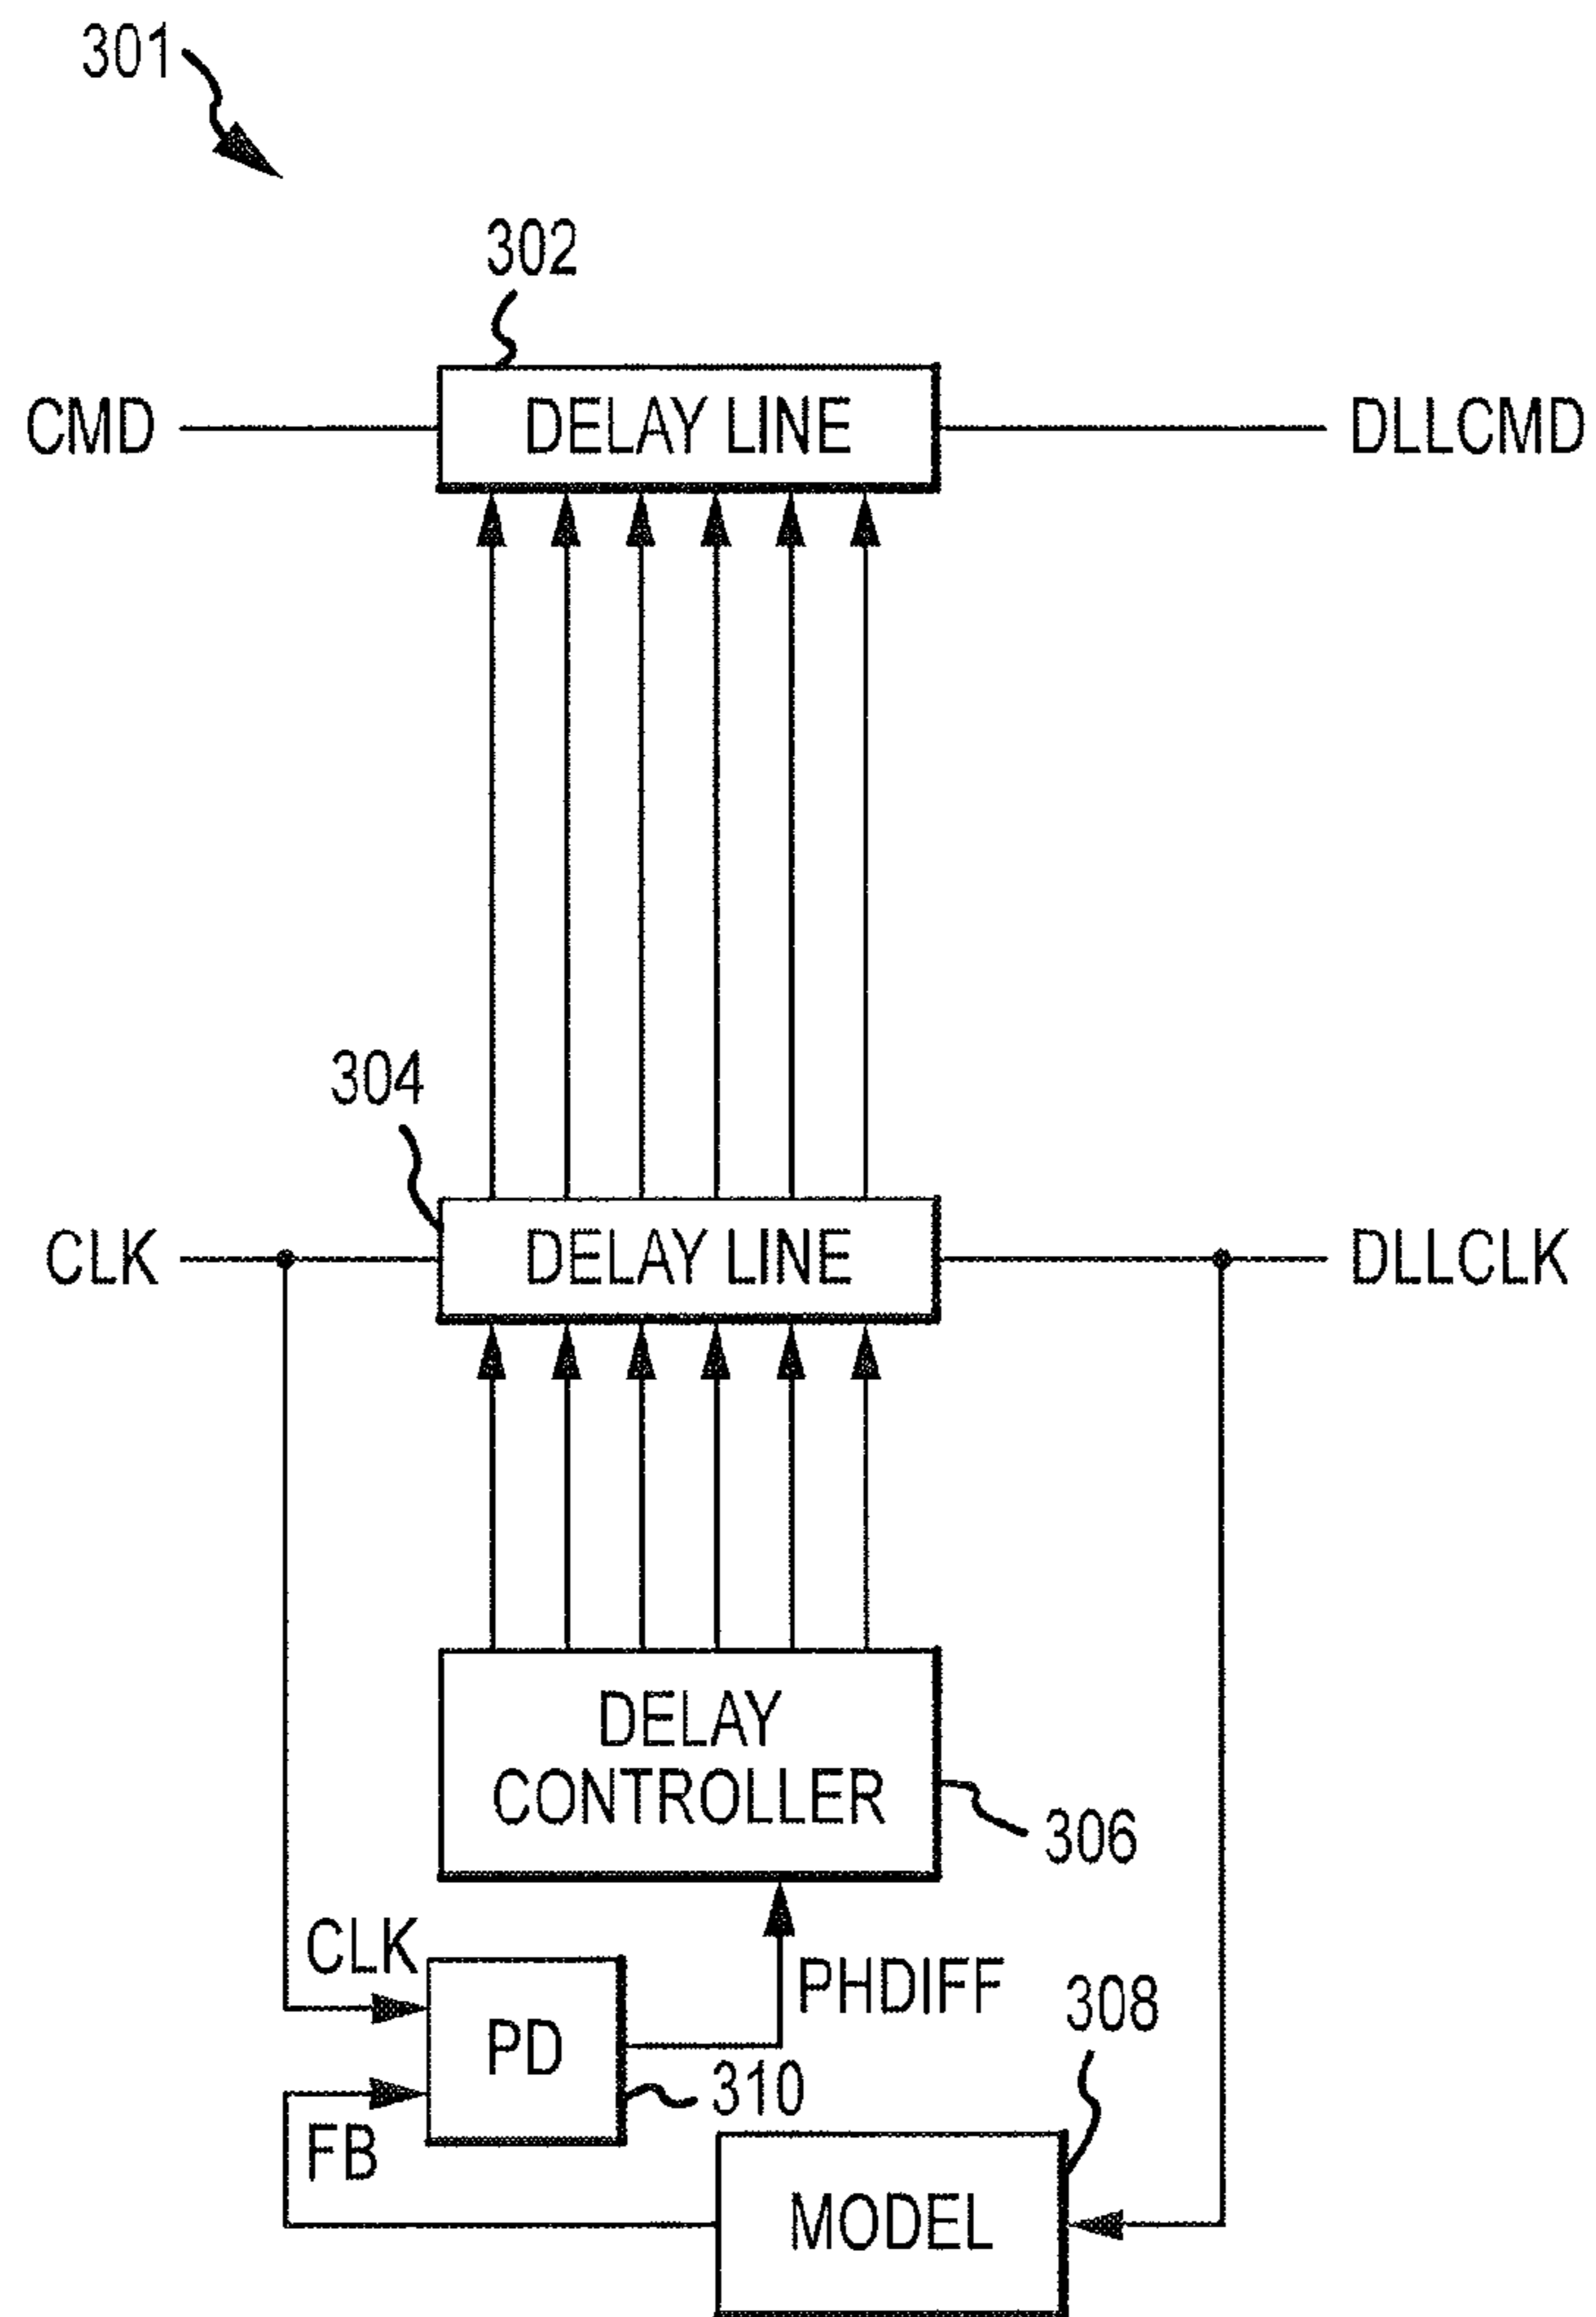 301
302
CMD DELAY LINE DLLCMD
304
CLK DELAY LINE DLLCLK
DELAY
CONTROLLER
306
CLK
PHDIFF
308
PD
310
FB
MODEL